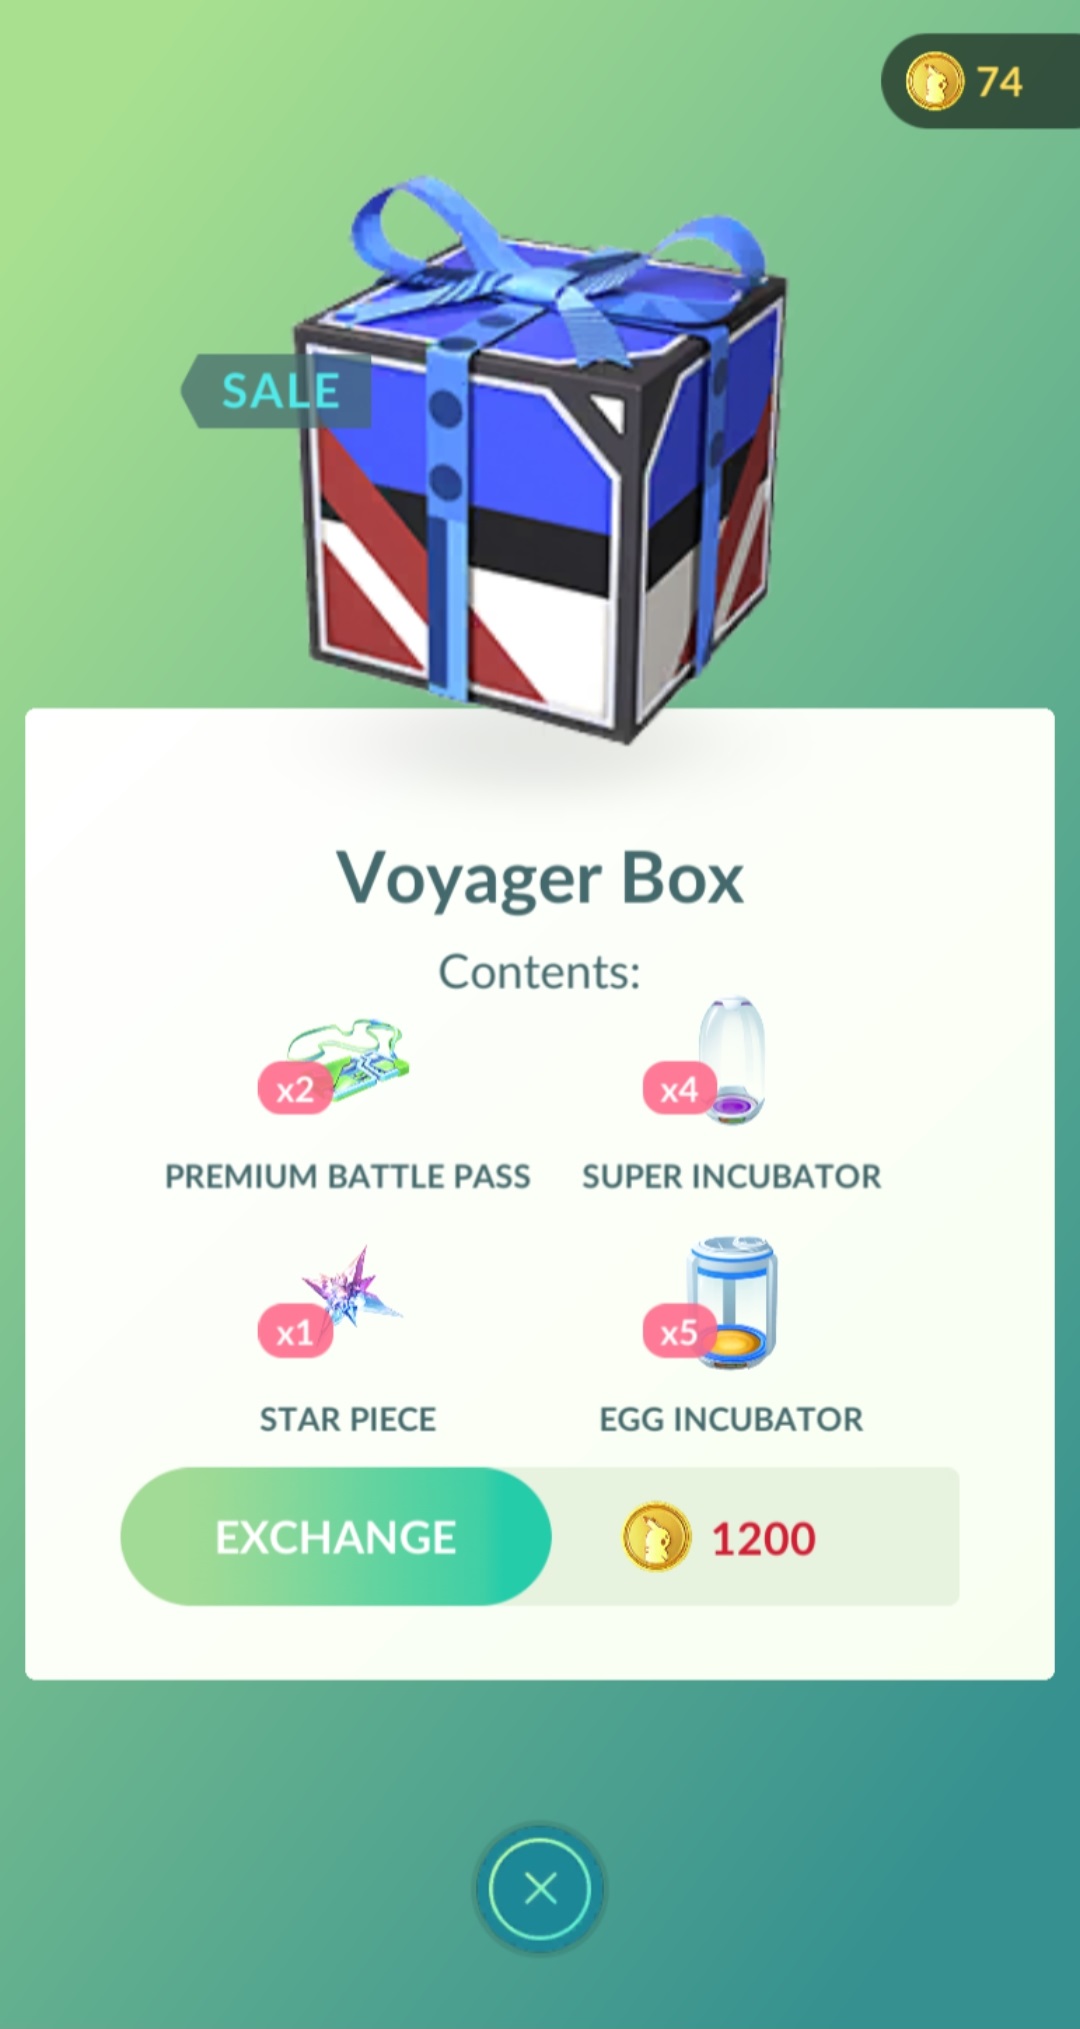 74
SALE
Voyager Box
Contents:
x2
PREMIUM BATTLE PASS
x4
SUPER INCUBATOR
x1
STAR PIECE
x5
EGG INCUBATOR
EXCHANGE
1200